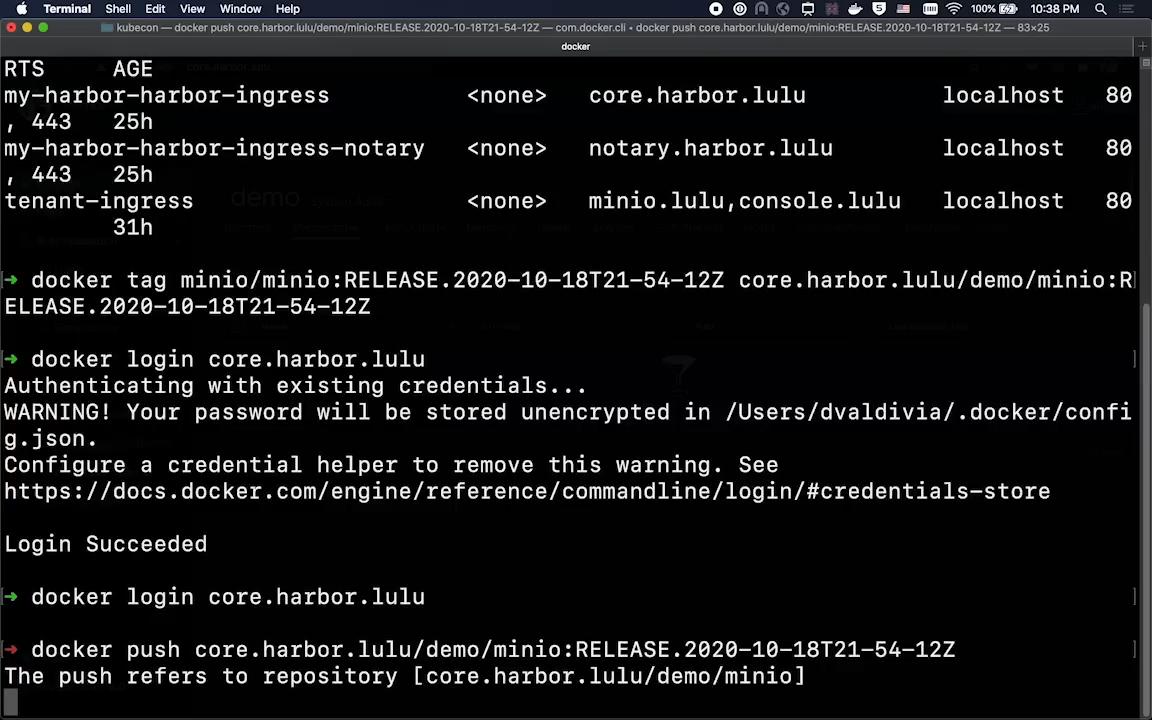 Terminal Shell Edit View Window Help 100% 10:38 PM
kubecon — docker push core.harbor.lulu/demo/minio:RELEASE.2020-10-18T21-54-12Z — com.docker.cli • docker push core.harbor.lulu/demo/minio:RELEASE.2020-10-18T21-54-12Z — 83×25
docker
RTS AGE
my-harbor-harbor-ingress <none> core.harbor.lulu localhost 80
, 443 25h
my-harbor-harbor-ingress-notary <none> notary.harbor.lulu localhost 80
, 443 25h
demo
tenant-ingress <none> minio.lulu,console.lulu localhost 80
31h
➜ docker tag minio/minio:RELEASE.2020-10-18T21-54-12Z core.harbor.lulu/demo/minio:R
ELEASE.2020-10-18T21-54-12Z
➜ docker login core.harbor.lulu
Authenticating with existing credentials...
WARNING! Your password will be stored unencrypted in /Users/dvaldivia/.docker/confi
g.json.
Configure a credential helper to remove this warning. See
https://docs.docker.com/engine/reference/commandline/login/#credentials-store
Login Succeeded
➜ docker login core.harbor.lulu
➜ docker push core.harbor.lulu/demo/minio:RELEASE.2020-10-18T21-54-12Z
The push refers to repository [core.harbor.lulu/demo/minio]